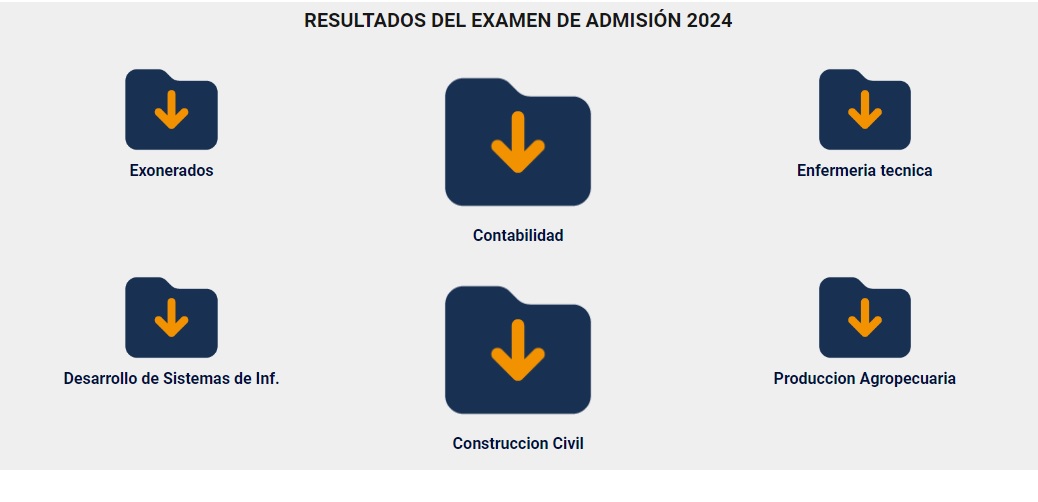 RESULTADOS DEL EXAMEN DE ADMISIÓN 2024
Exonerados
Contabilidad
Enfermeria tecnica
Desarrollo de Sistemas de Inf.
Construccion Civil
Produccion Agropecuaria